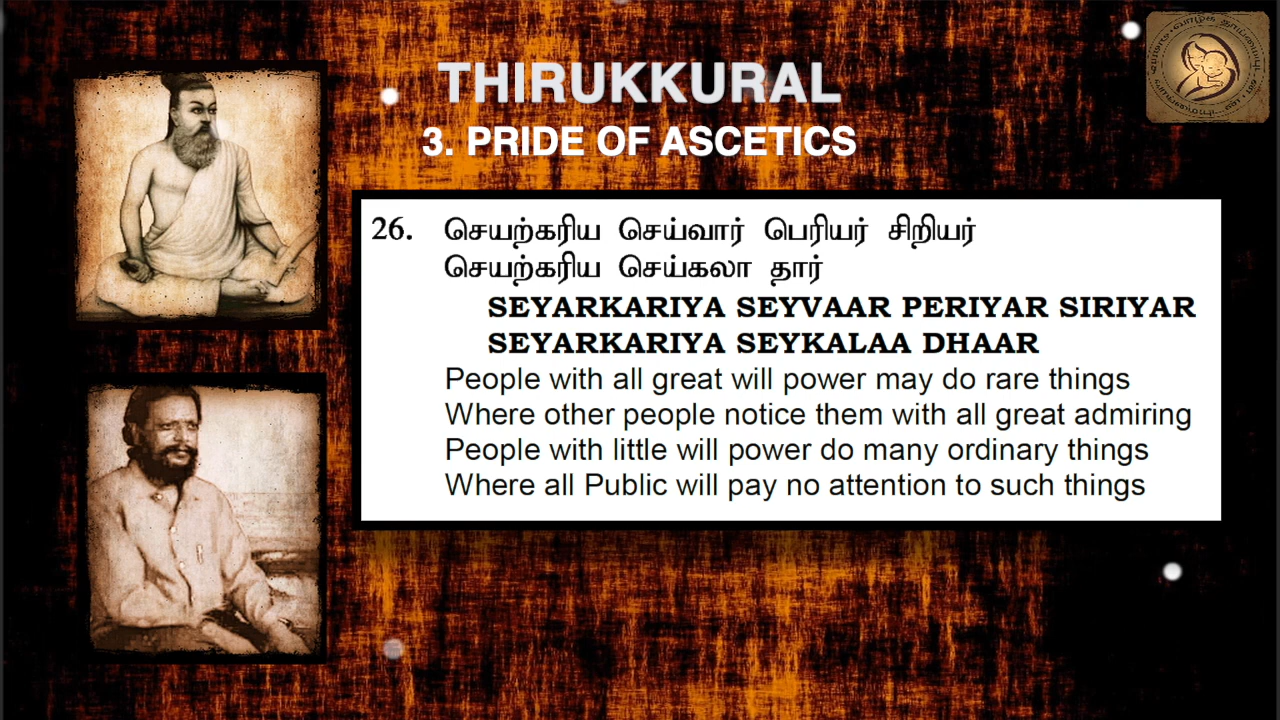 THIRUKKURAL
3. PRIDE OF ASCETICS
26. செயற்கரிய செய்வார் பெரியர் சிறியர்
செயற்கரிய செய்கலா தார்
SEYARKARIYA SEYVAAR PERIYAR SIRIYAR
SEYARKARIYA SEYKALAA DHAAR
People with all great will power may do rare things
Where other people notice them with all great admiring
People with little will power do many ordinary things
Where all Public will pay no attention to such things